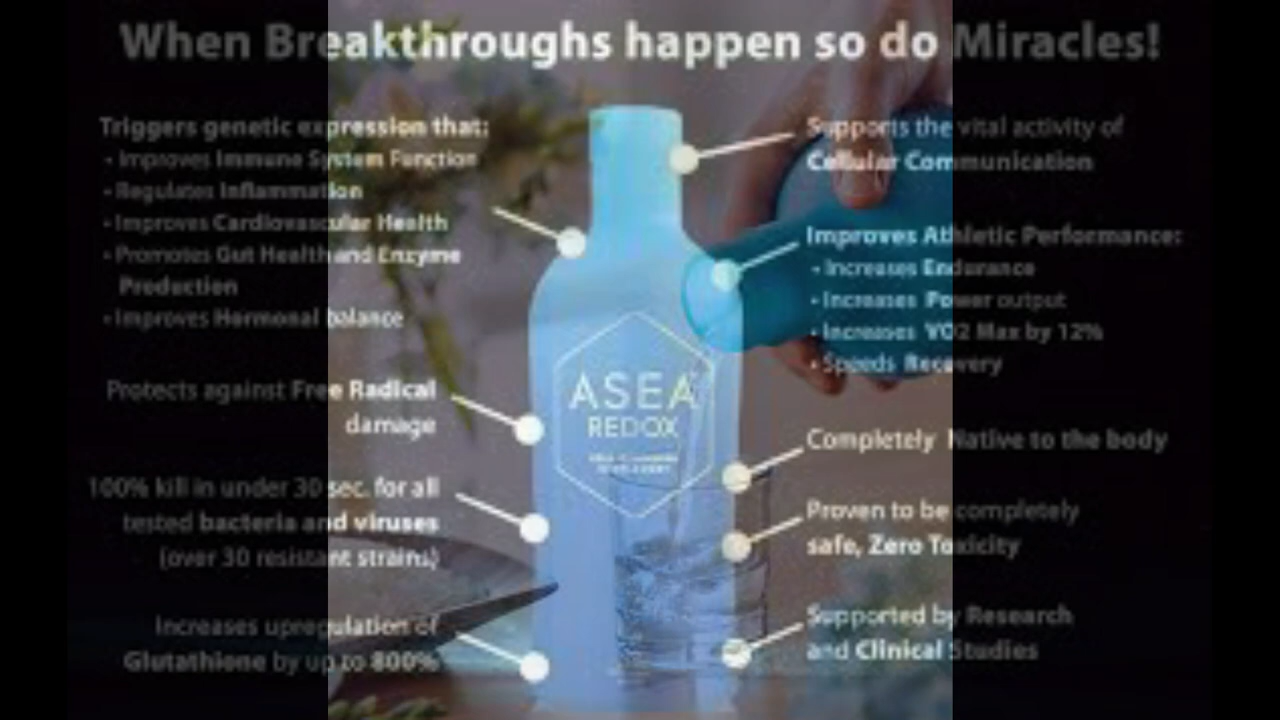 When Breakthroughs happen so do Miracles!
Triggers genetic expression that:
• Improves Immune System Function
• Regulates Inflammation
• Improves Cardiovascular Health
• Promotes Gut Health and Enzyme
Production
• Improves Hormonal balance
Protects against Free Radical
damage
100% kill in under 30 sec. for all
tested bacteria and viruses
(over 30 resistant strains)
Increases upregulation of
Glutathione by up to 800%
ASEA
REDOX
Supports the vital activity of
Cellular Communication
Improves Athletic Performance:
• Increases Endurance
• Increases Power output
• Increases VO2 Max by 12%
• Speeds Recovery
Completely Native to the body
Proven to be completely
safe, Zero Toxicity
Supported by Research
and Clinical Studies